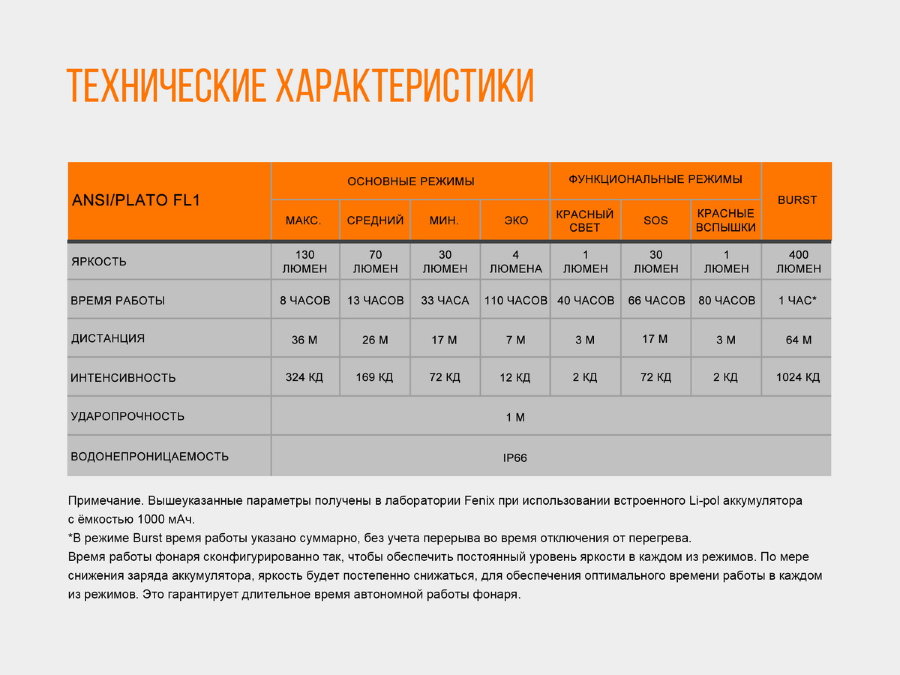 ТЕХНИЧЕСКИЕ ХАРАКТЕРИСТИКИ
ANSI/PLATO FL1 ОСНОВНЫЕ РЕЖИМЫ ФУНКЦИОНАЛЬНЫЕ РЕЖИМЫ BURST
МАКС. СРЕДНИЙ МИН. ЭКО КРАСНЫЙ СВЕТ SOS КРАСНЫЕ ВСПЫШКИ
ЯРКОСТЬ 130 ЛЮМЕН 70 ЛЮМЕН 30 ЛЮМЕН 4 ЛЮМЕНА 1 ЛЮМЕН 30 ЛЮМЕН 1 ЛЮМЕН 400 ЛЮМЕН
ВРЕМЯ РАБОТЫ 8 ЧАСОВ 13 ЧАСОВ 33 ЧАСА 110 ЧАСОВ 40 ЧАСОВ 66 ЧАСОВ 80 ЧАСОВ 1 ЧАС*
ДИСТАНЦИЯ 36 М 26 М 17 М 7 М 3 М 17 М 3 М 64 М
ИНТЕНСИВНОСТЬ 324 КД 169 КД 72 КД 12 КД 2 КД 72 КД 2 КД 1024 КД
УДАРОПРОЧНОСТЬ 1 М
ВОДОНЕПРОНИЦАЕМОСТЬ IP66
Примечание. Вышеуказанные параметры получены в лаборатории Fenix при использовании встроенного Li-pol аккумулятора
с ёмкостью 1000 мАч.
*В режиме Burst время работы указано суммарно, без учета перерыва во время отключения от перегрева.
Время работы фонаря сконфигурированно так, чтобы обеспечить постоянный уровень яркости в каждом из режимов. По мере
снижения заряда аккумулятора, яркость будет постепенно снижаться, для обеспечения оптимального времени работы в каждом
из режимов. Это гарантирует длительное время автономной работы фонаря.